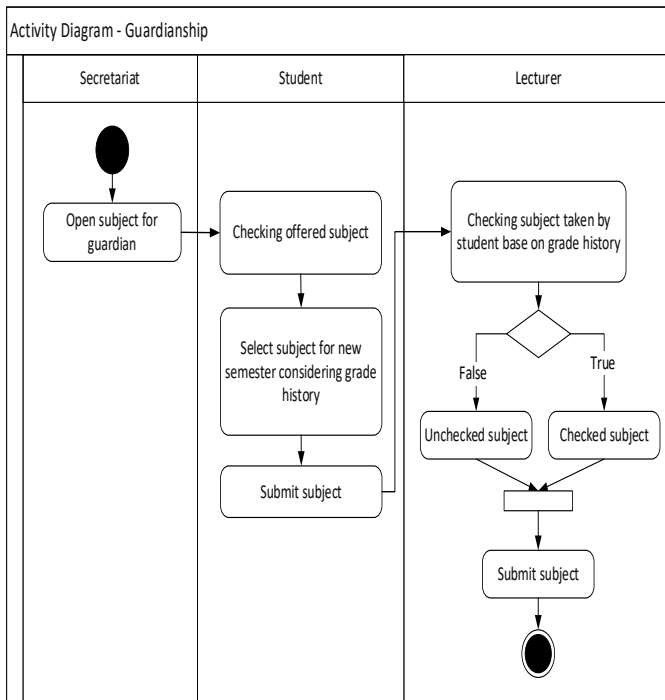 Activity Diagram - Guardianship
Secretariat
Student
Lecturer
Open subject for
guardian
Checking offered subject
Select subject for new
semester considering grade
history
Submit subject
Checking subject taken by
student base on grade history
False
True
Unchecked subject
Checked subject
Submit subject